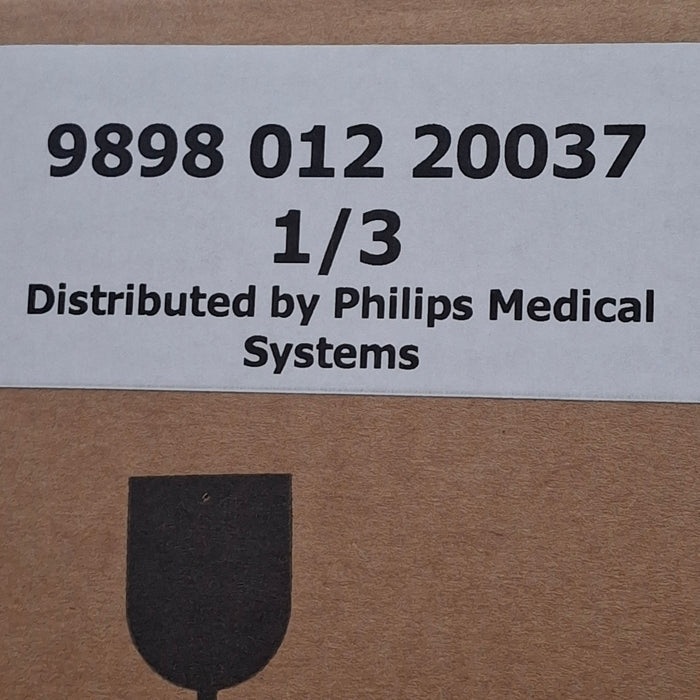 9898 012 20037
1/3
Distributed by Philips Medical
Systems